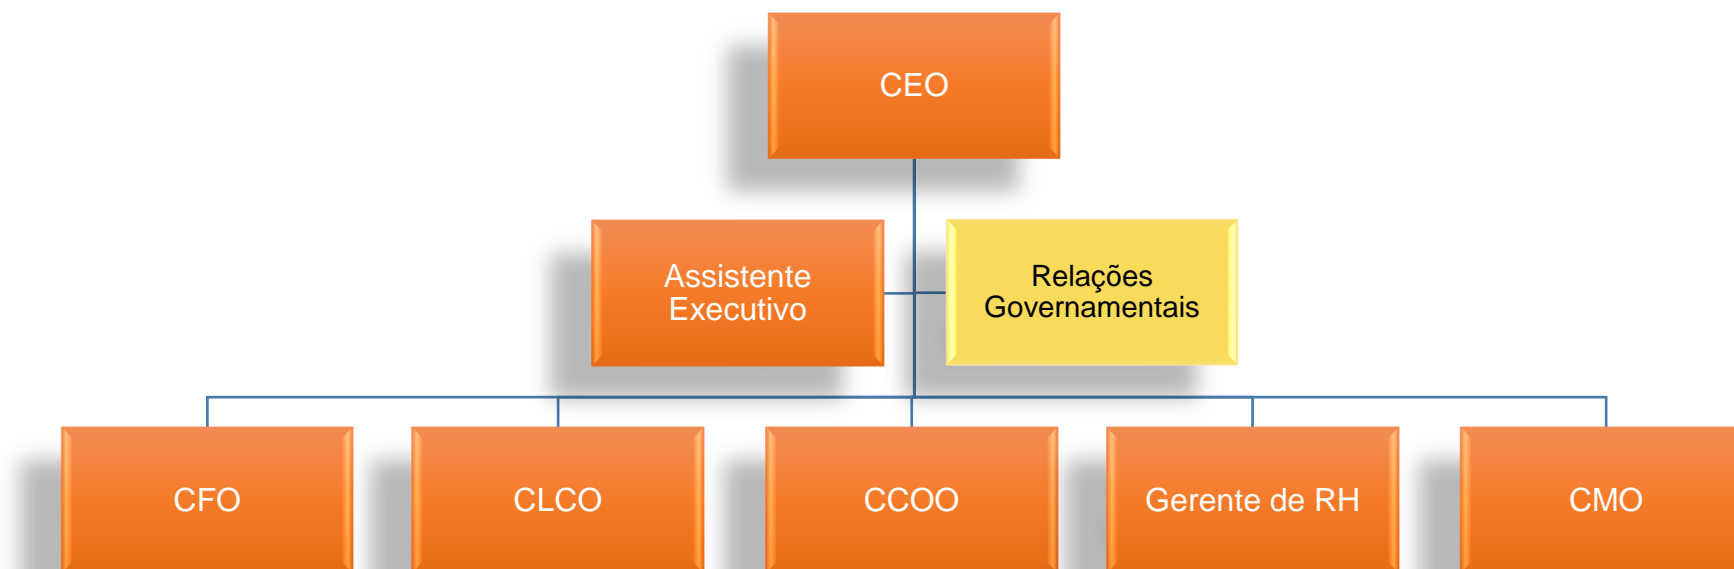 CEO
Assistente
Executivo
Relações
Governamentais
CFO
CLCO
CCOO
Gerente de RH
CMO